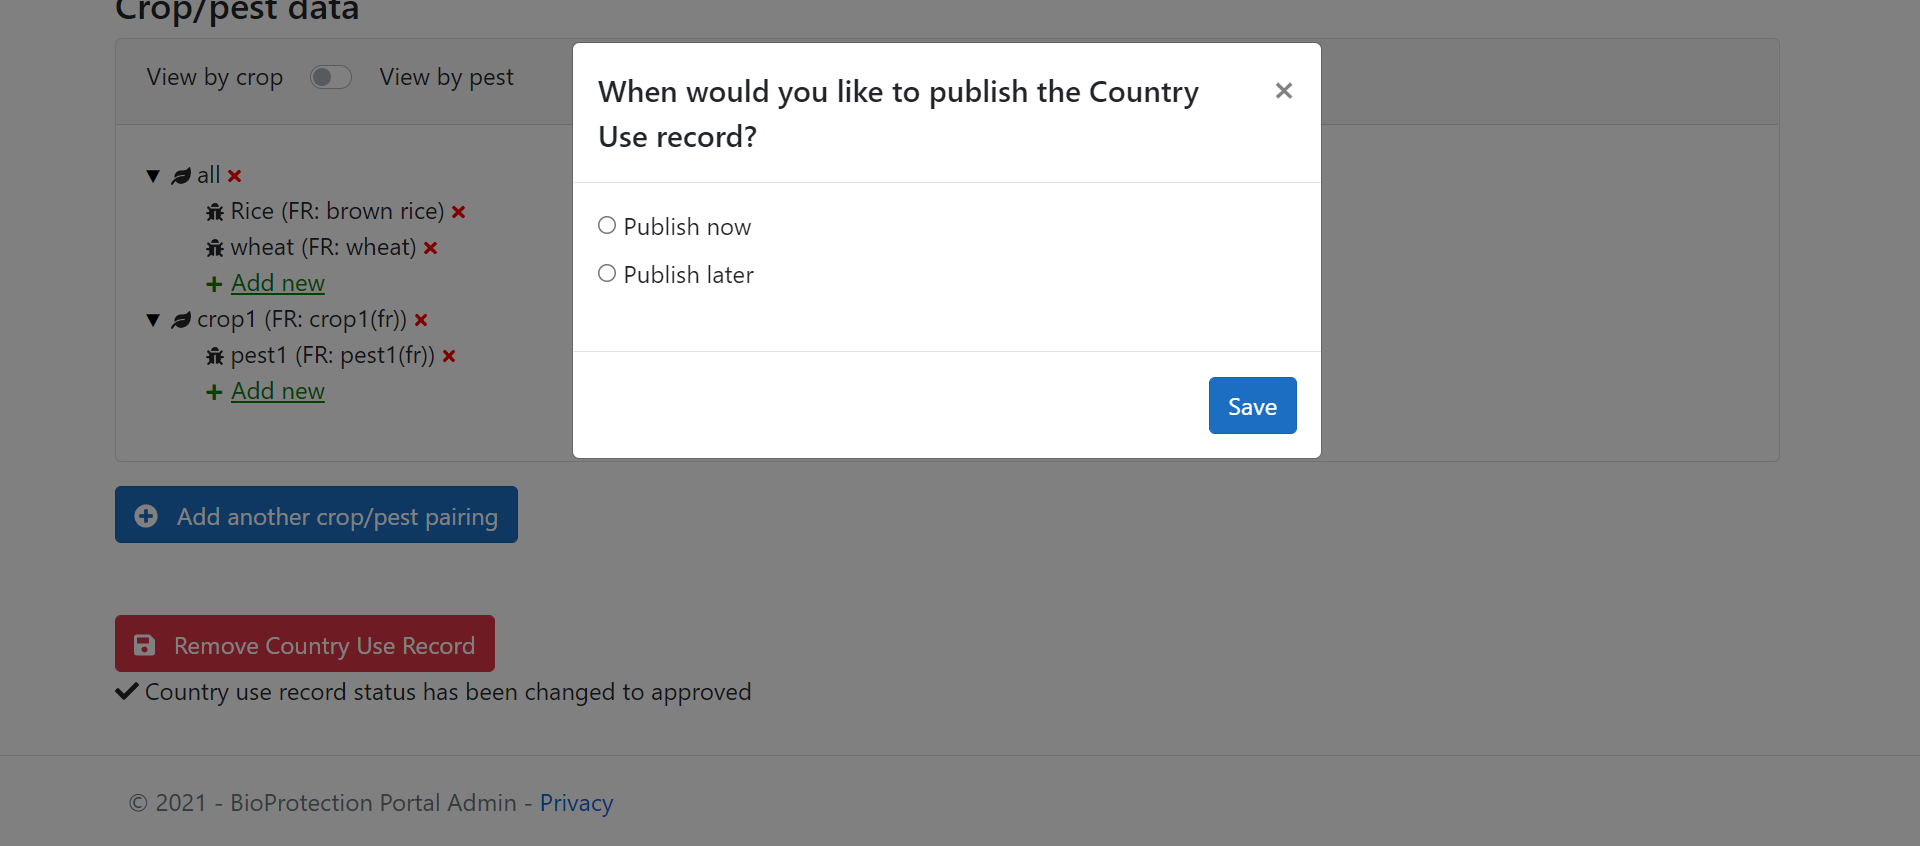 Crop/pest data
View by crop View by pest
all
Rice (FR: brown rice)
wheat (FR: wheat)
Add new
crop1 (FR: crop1(fr))
pest1 (FR: pest1(fr))
Add new
When would you like to publish the Country
Use record?
Publish now
Publish later
Save
Add another crop/pest pairing
Remove Country Use Record
Country use record status has been changed to approved
© 2021 - BioProtection Portal Admin - Privacy